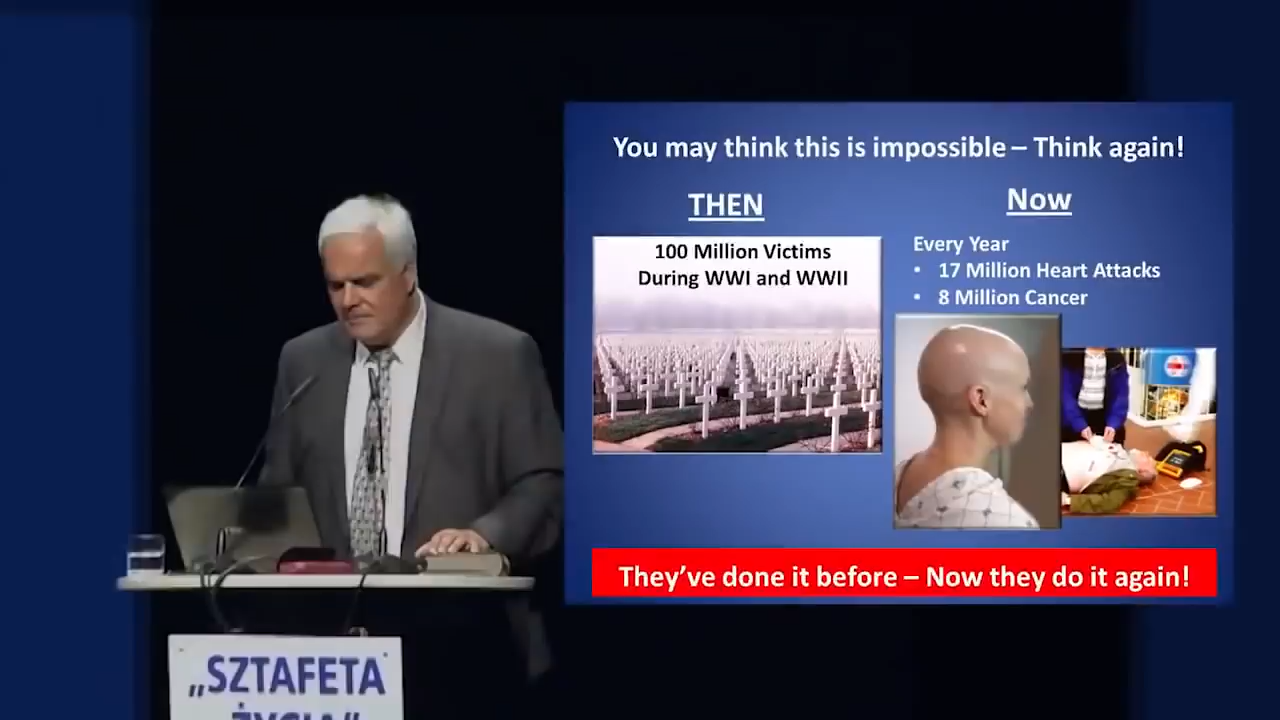 You may think this is impossible – Think again!
THEN
100 Million Victims
During WWI and WWII
Now
Every Year
• 17 Million Heart Attacks
• 8 Million Cancer
They've done it before – Now they do it again!
„SZTAFETA
ŻYCIA"